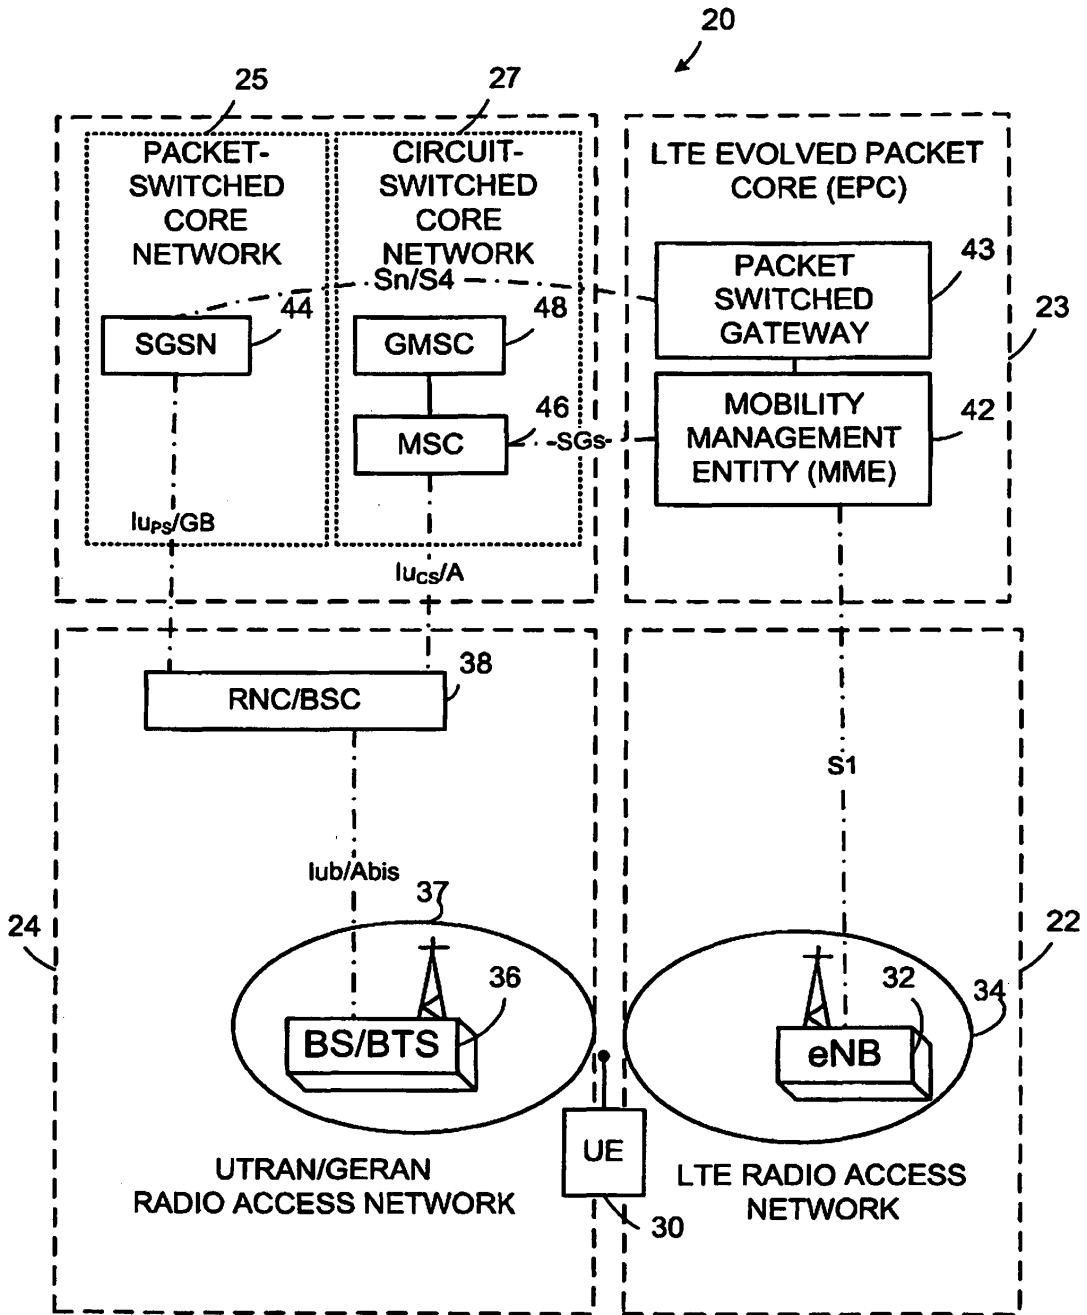 20
25
27
PACKET-
SWITCHED
CORE
NETWORK
CIRCUIT-
SWITCHED
CORE
NETWORK
LTE EVOLVED PACKET
CORE (EPC)
Sn/S4
PACKET
SWITCHED
GATEWAY
43
23
SGSN
44
GMSC
48
MSC
46
-SGs-
MOBILITY
MANAGEMENT
ENTITY (MME)
42
IuPS/GB
IuCS/A
RNC/BSC
38
S1
Iub/Abis
37
24
22
BS/BTS
36
eNB
32
34
UE
30
UTRAN/GERAN
RADIO ACCESS NETWORK
LTE RADIO ACCESS
NETWORK